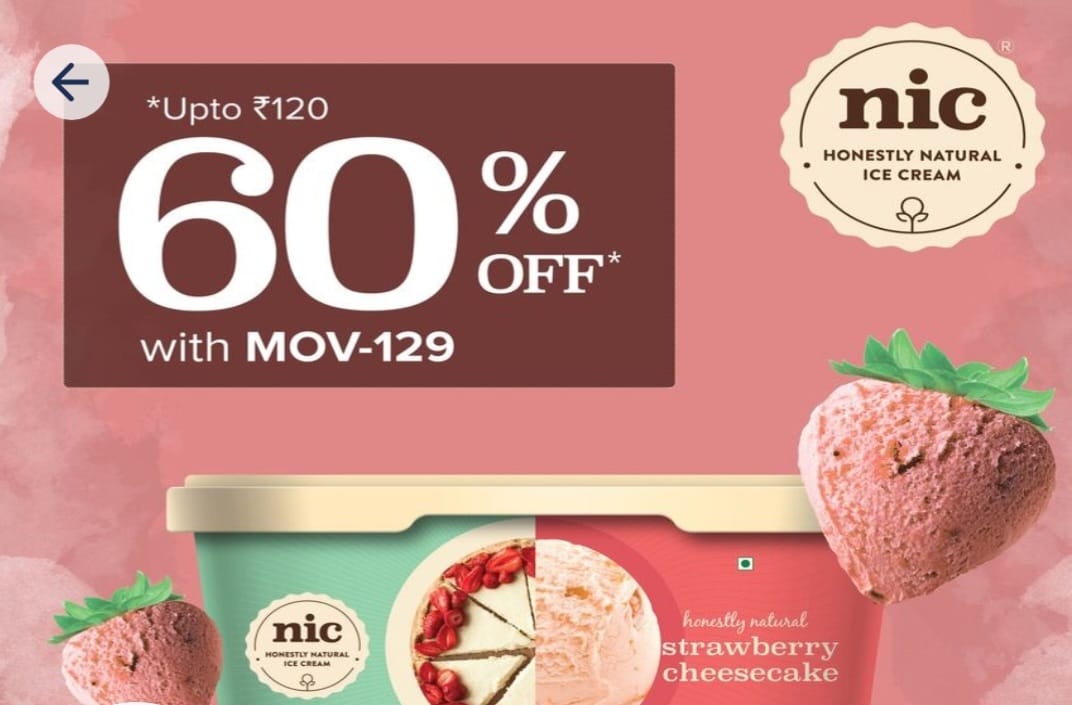 *Upto ₹120
60%
OFF*
with MOV-129
nic®
HONESTLY NATURAL
ICE CREAM
nic
HONESTLY NATURAL
ICE CREAM
honestly natural
strawberry
cheesecake